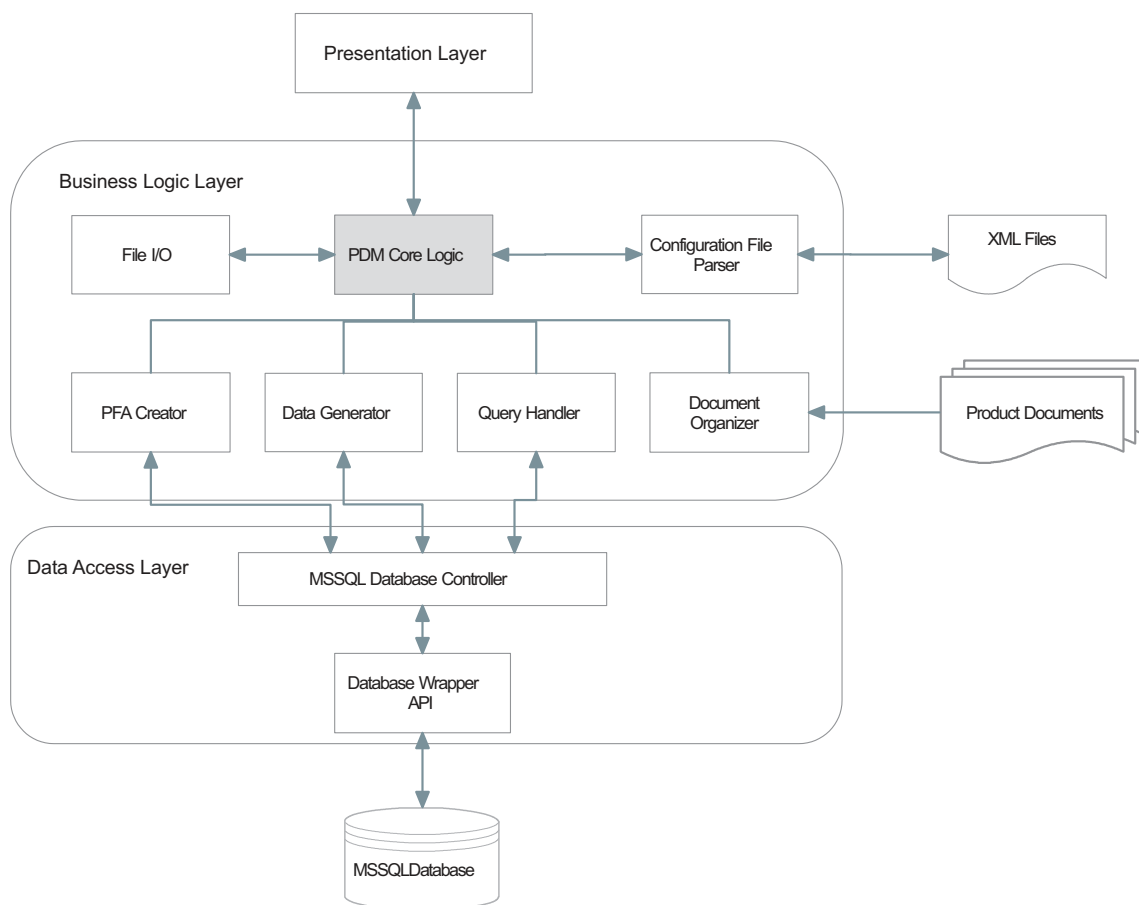 Presentation Layer
Business Logic Layer
File I/O
PDM Core Logic
Configuration File
Parser
XML Files
PFA Creator
Data Generator
Query Handler
Document
Organizer
Product Documents
Data Access Layer
MSSQL Database Controller
Database Wrapper
API
MSSQLDatabase